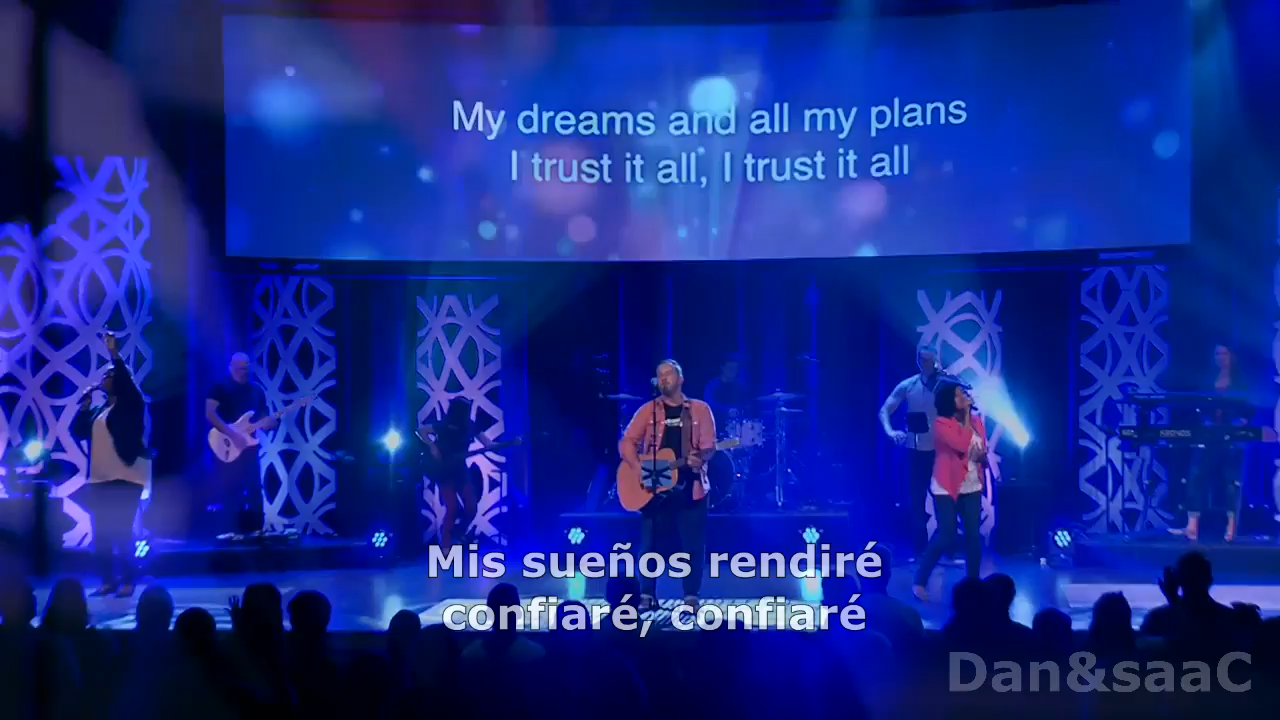 My dreams and all my plans
I trust it all, I trust it all
Mis sueños rendiré
confiaré, confiaré
Dan&saaC